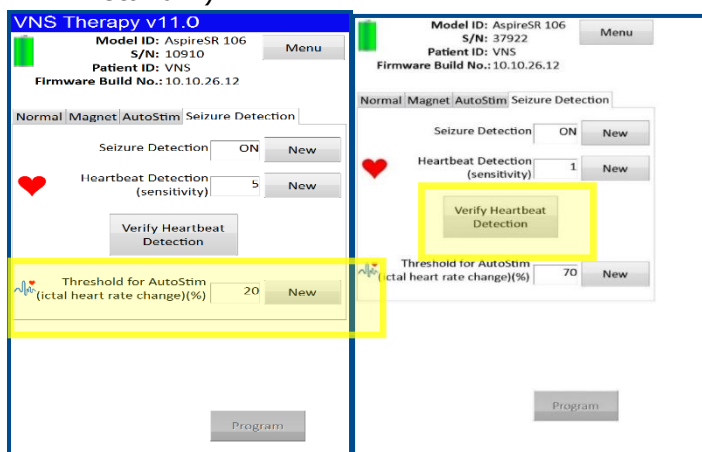 VNS Therapy v11.0
Model ID: AspireSR 106
S/N: 10910
Patient ID: VNS
Firmware Build No.: 10.10.26.12
Menu
Normal Magnet AutoStim Seizure Detection
Seizure Detection ON New
Heartbeat Detection
(sensitivity) 5 New
Verify Heartbeat
Detection
Threshold for AutoStim
(ictal heart rate change)(%) 20 New
Program
Model ID: AspireSR 106
S/N: 37922
Patient ID: VNS
Firmware Build No.: 10.10.26.12
Menu
Normal Magnet AutoStim Seizure Detection
Seizure Detection ON New
Heartbeat Detection
(sensitivity) 1 New
Verify Heartbeat
Detection
Threshold for AutoStim
(ictal heart rate change)(%) 70 New
Program